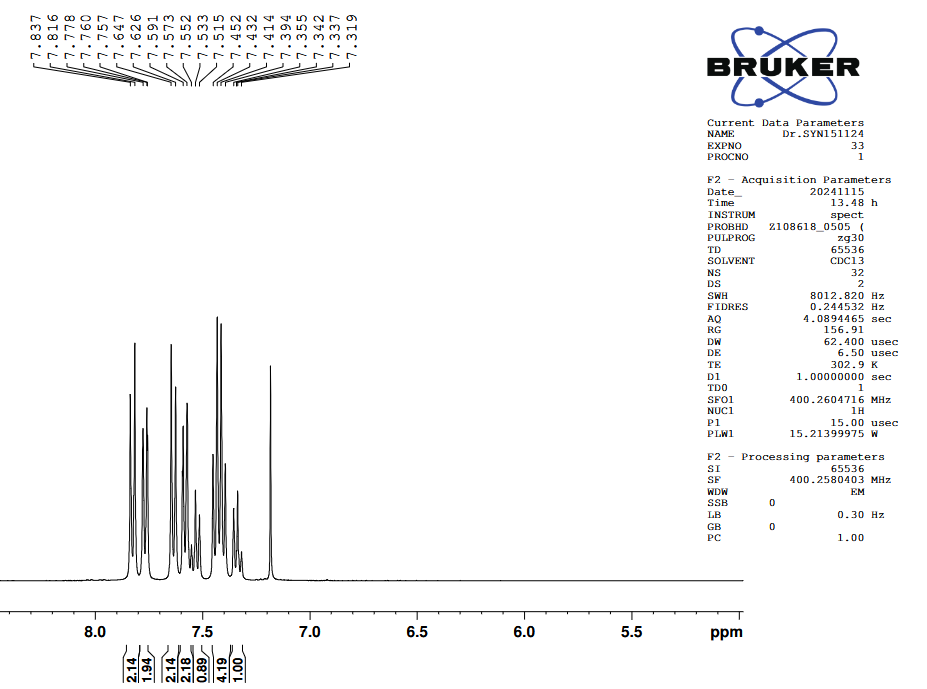 7.837
7.816
7.778
7.760
7.757
7.647
7.626
7.591
7.573
7.552
7.533
7.515
7.452
7.432
7.414
7.394
7.355
7.342
7.337
7.319
BRUKER
Current Data Parameters
NAME Dr.SYN151124
EXPNO 33
PROCNO 1
F2 - Acquisition Parameters
Date_ 20241115
Time 13.48 h
INSTRUM spect
PROBHD Z108618_0505 (
PULPROG zg30
TD 65536
SOLVENT CDCl3
NS 32
DS 2
SWH 8012.820 Hz
FIDRES 0.244532 Hz
AQ 4.0894465 sec
RG 156.91
DW 62.400 usec
DE 6.50 usec
TE 302.9 K
D1 1.00000000 sec
TD0 1
SFO1 400.2604716 MHz
NUC1 1H
P1 15.00 usec
PLW1 15.21399975 W
F2 - Processing parameters
SI 65536
SF 400.2580403 MHz
WDW EM
SSB 0
LB 0.30 Hz
GB 0
PC 1.00
8.0 7.5 7.0 6.5 6.0 5.5 ppm
2.14
1.94
2.14
2.18
0.89
4.19
1.00